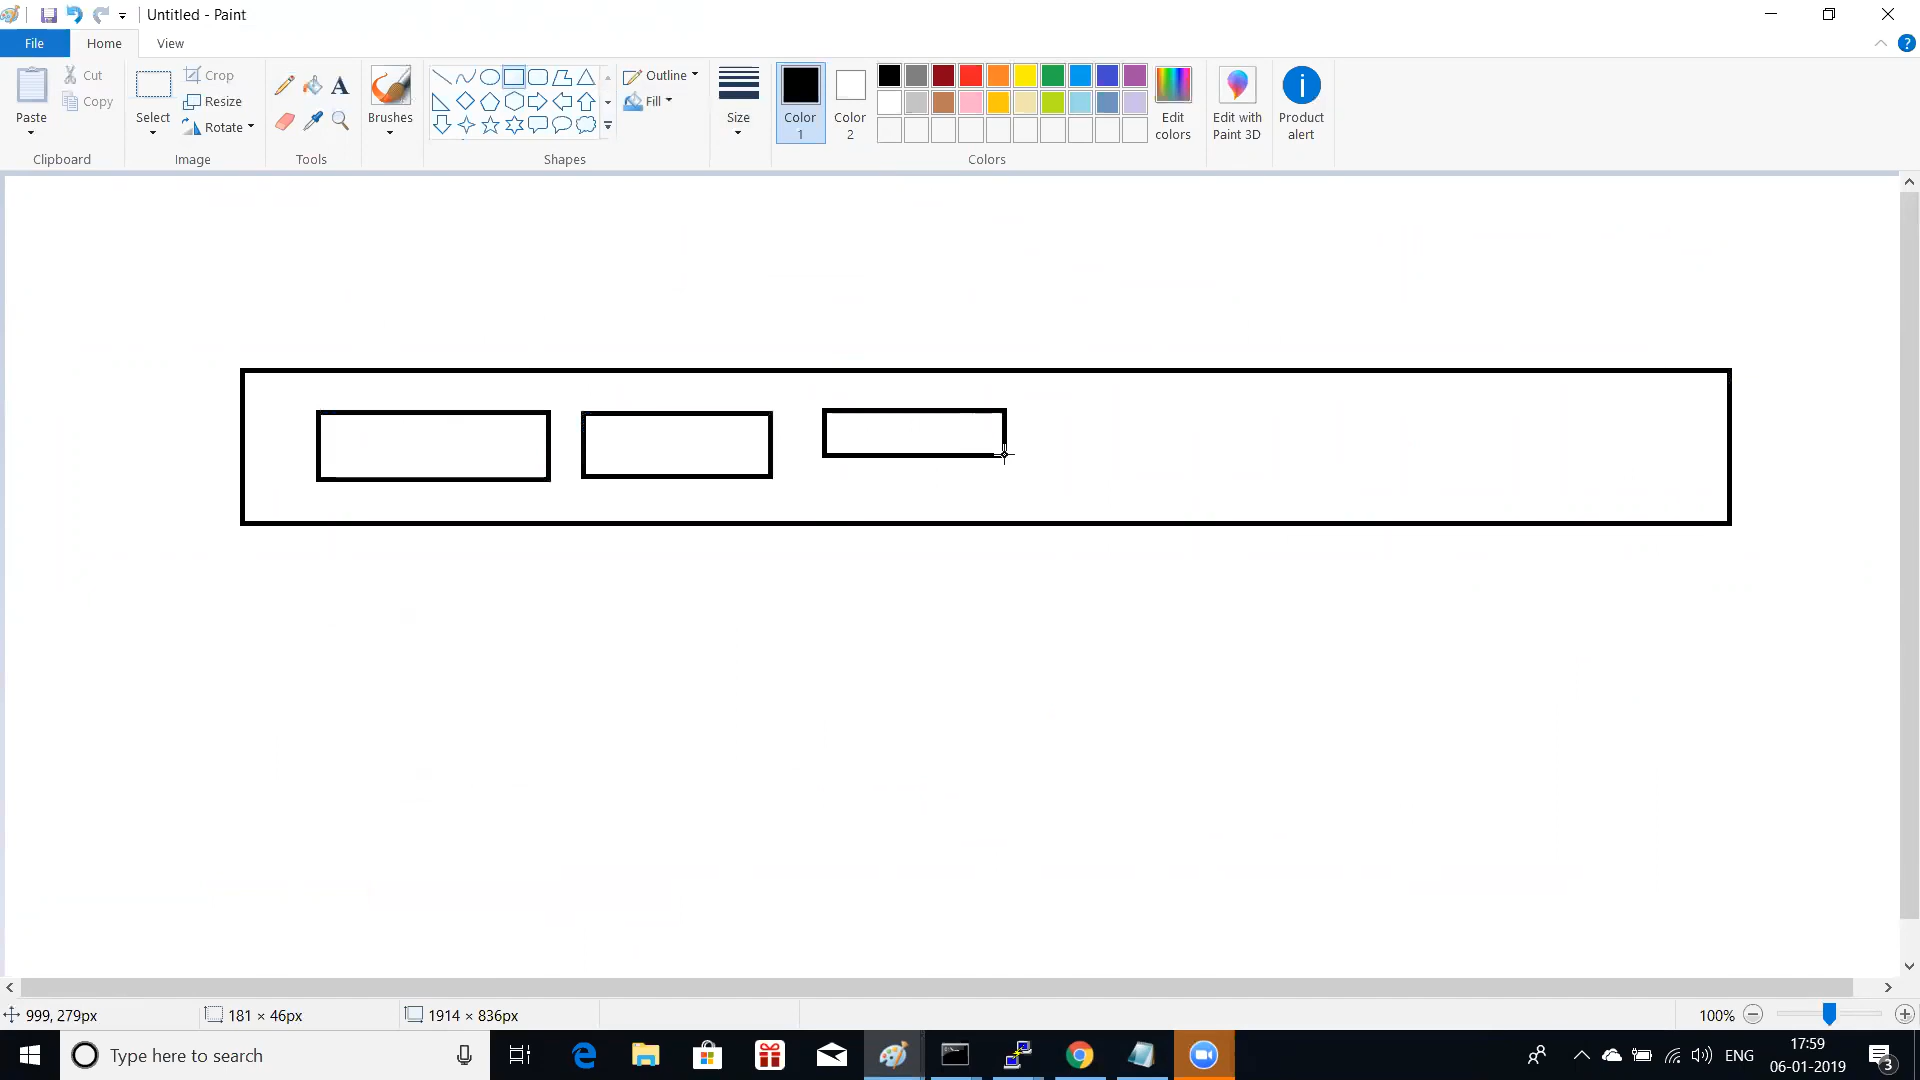 Untitled - Paint
File Home View
Paste
Cut
Copy
Clipboard
Select
Crop
Resize
Rotate
Image
A
Tools
Brushes
Shapes
Outline
Fill
Size
Color 1
Color 2
Colors
Edit colors
Edit with Paint 3D
i
Product alert
?
999, 279px 181 × 46px 1914 × 836px 100%
Type here to search
ENG
17:59
06-01-2019
3